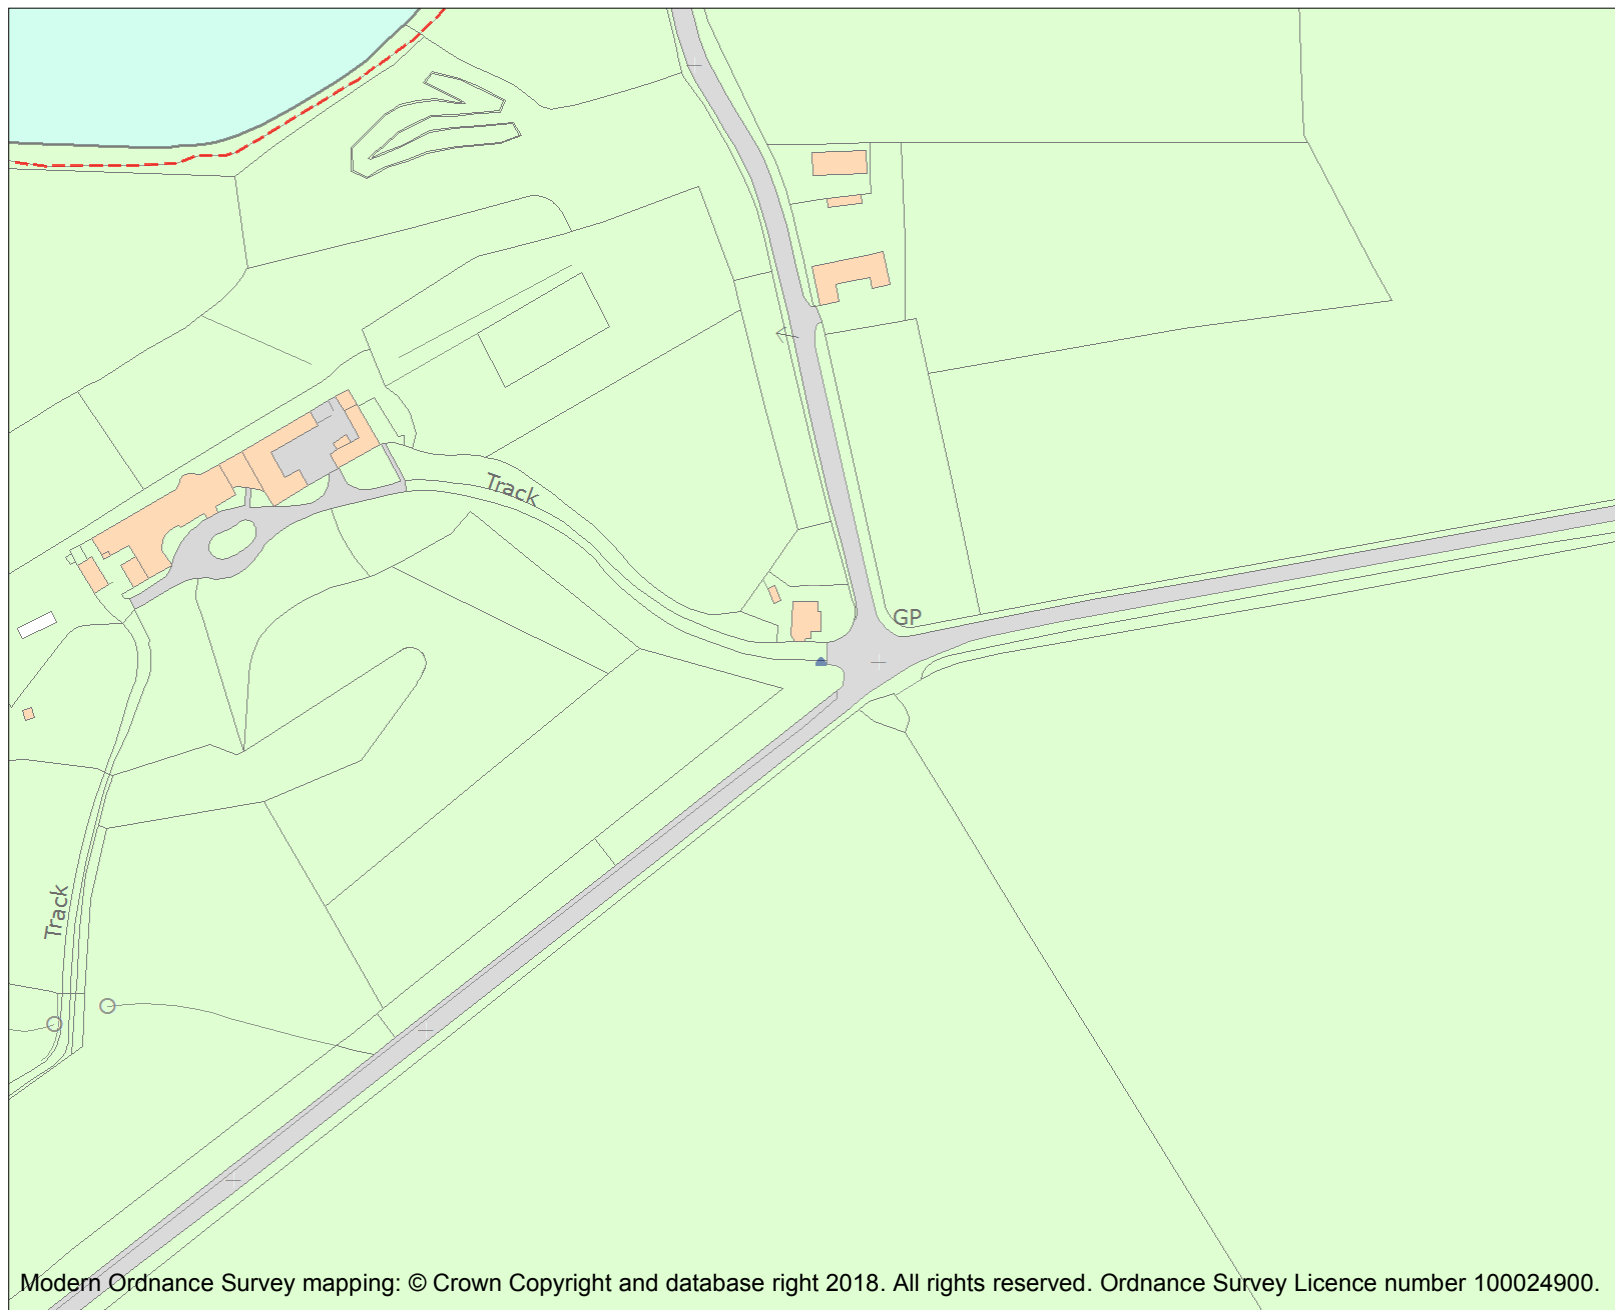 Track
GP
Track
Modern Ordnance Survey mapping: © Crown Copyright and database right 2018. All rights reserved. Ordnance Survey Licence number 100024900.